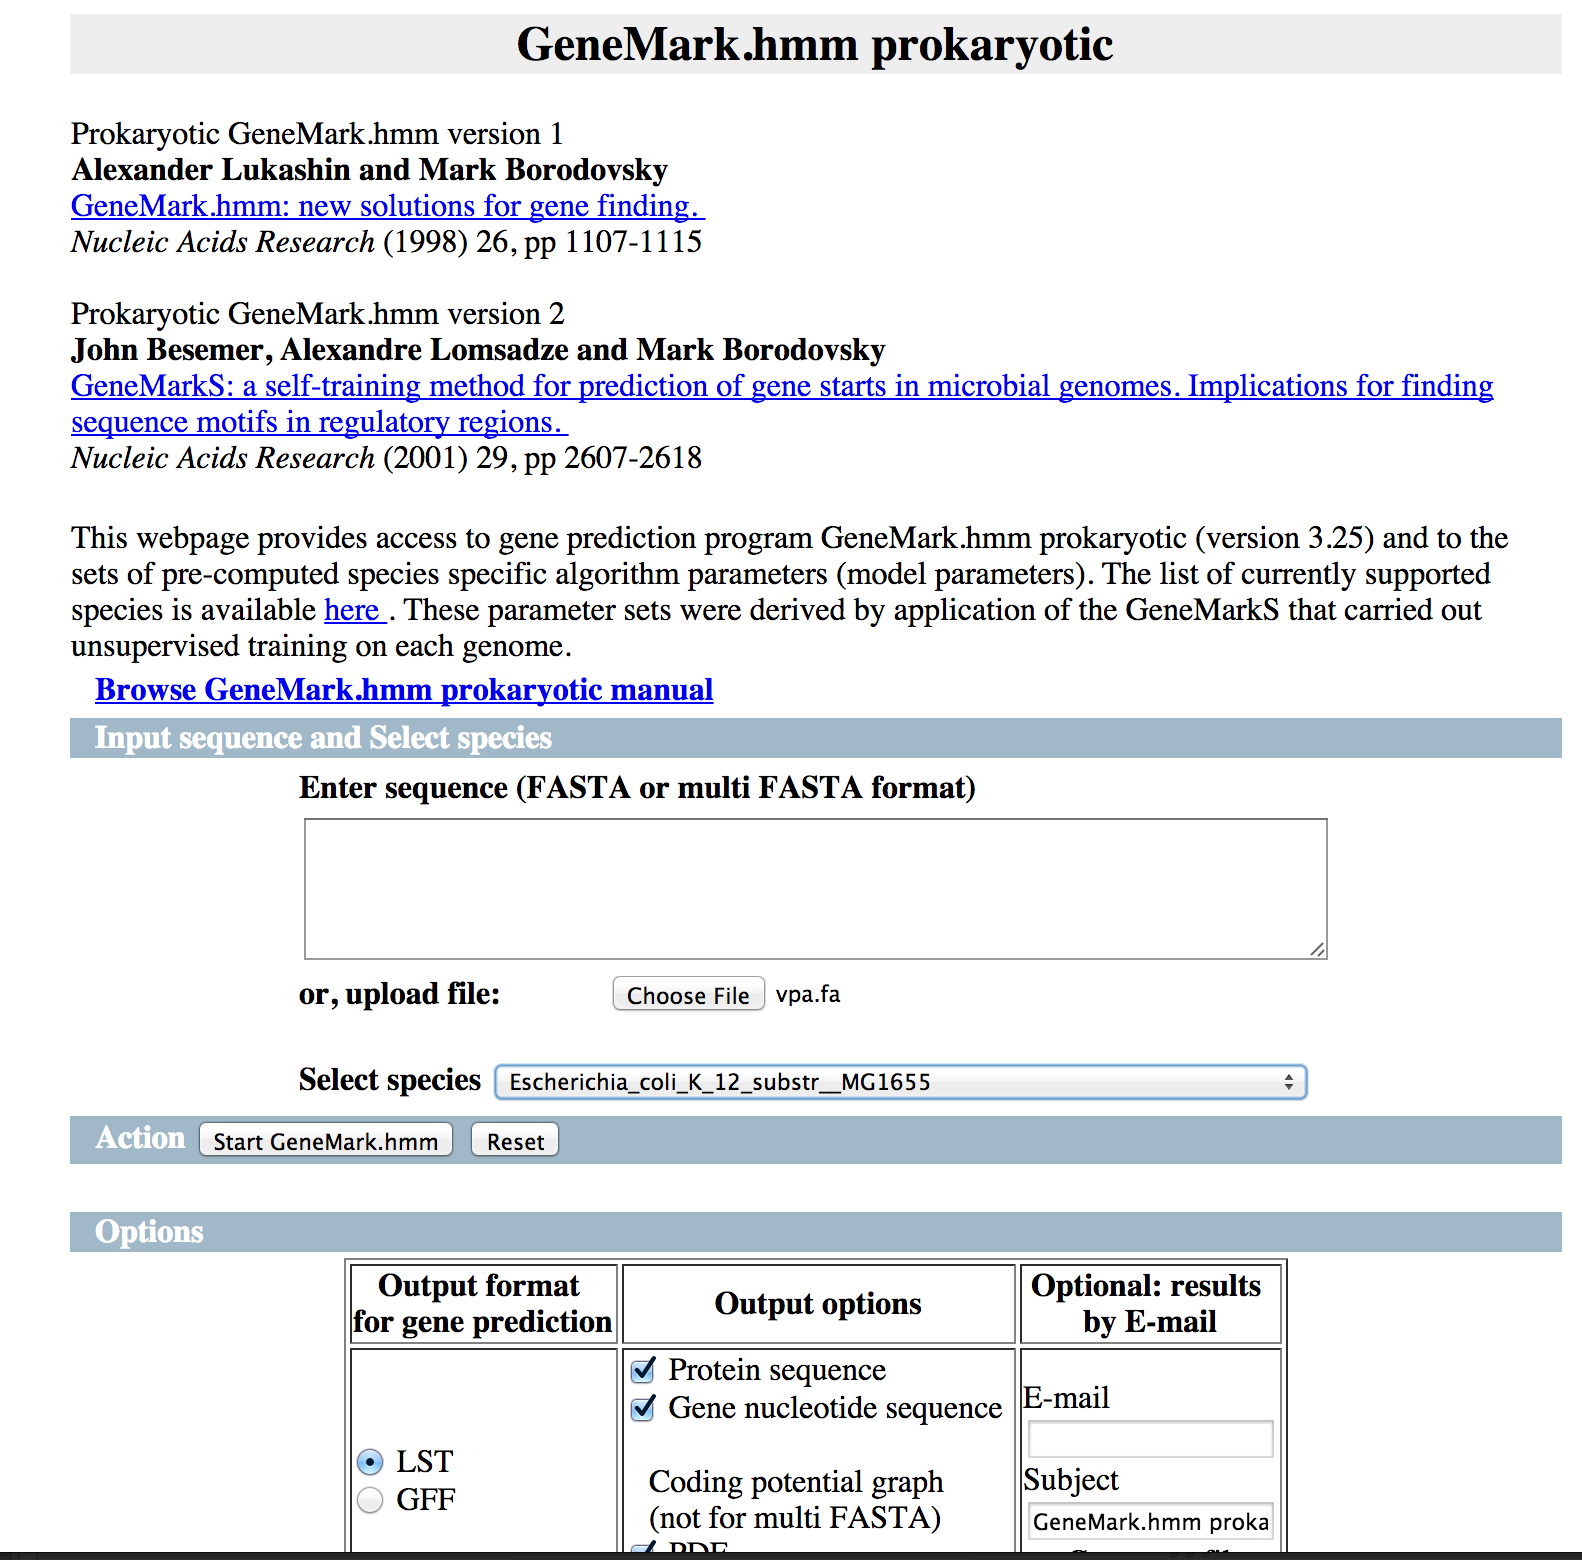 GeneMark.hmm prokaryotic
Prokaryotic GeneMark.hmm version 1
Alexander Lukashin and Mark Borodovsky
GeneMark.hmm: new solutions for gene finding.
Nucleic Acids Research (1998) 26, pp 1107-1115
Prokaryotic GeneMark.hmm version 2
John Besemer, Alexandre Lomsadze and Mark Borodovsky
GeneMarkS: a self-training method for prediction of gene starts in microbial genomes. Implications for finding
sequence motifs in regulatory regions.
Nucleic Acids Research (2001) 29, pp 2607-2618
This webpage provides access to gene prediction program GeneMark.hmm prokaryotic (version 3.25) and to the
sets of pre-computed species specific algorithm parameters (model parameters). The list of currently supported
species is available here . These parameter sets were derived by application of the GeneMarkS that carried out
unsupervised training on each genome.
Browse GeneMark.hmm prokaryotic manual
Input sequence and Select species
Enter sequence (FASTA or multi FASTA format)
or, upload file: Choose File vpa.fa
Select species Escherichia_coli_K_12_substr__MG1655
Action Start GeneMark.hmm Reset
Options
Output format
for gene prediction
Output options
Optional: results
by E-mail
LST
GFF
Protein sequence
Gene nucleotide sequence
Coding potential graph
(not for multi FASTA)
PDF
E-mail
Subject
GeneMark.hmm proka